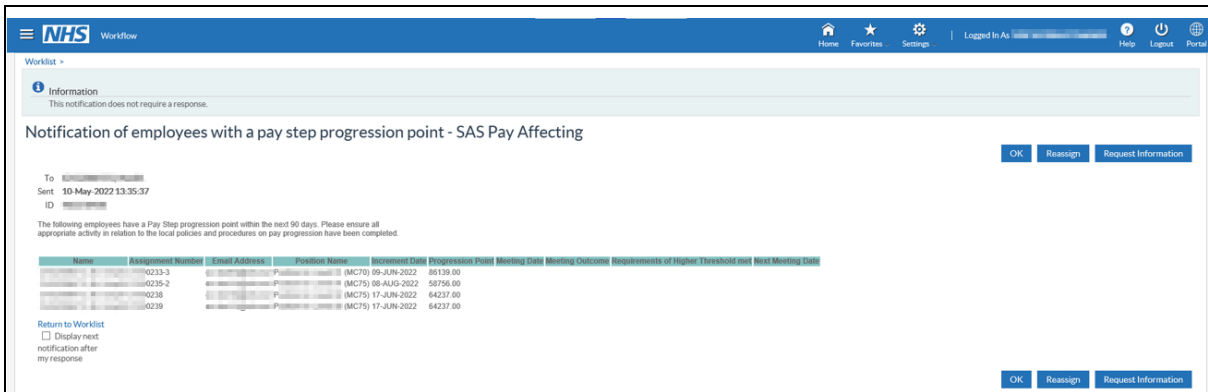 NHS Workflow
Home Favorites ... Settings ... Logged In As Help Logout Portal
Worklist >
Information
This notification does not require a response.
Notification of employees with a pay step progression point - SAS Pay Affecting
OK Reassign Request Information
To
Sent 10-May-2022 13:35:37
ID
The following employees have a Pay Step progression point within the next 90 days. Please ensure all
appropriate activity in relation to the local policies and procedures on pay progression have been completed.
Name Assignment Number Email Address Position Name Increment Date Progression Point Meeting Date Meeting Outcome Requirements of Higher Threshold met Next Meeting Date
0233-3 (MC70) 09-JUN-2022 86139.00
0235-2 (MC75) 08-AUG-2022 58756.00
0238 (MC75) 17-JUN-2022 64237.00
0239 (MC75) 17-JUN-2022 64237.00
Return to Worklist
Display next
notification after
my response
OK Reassign Request Information